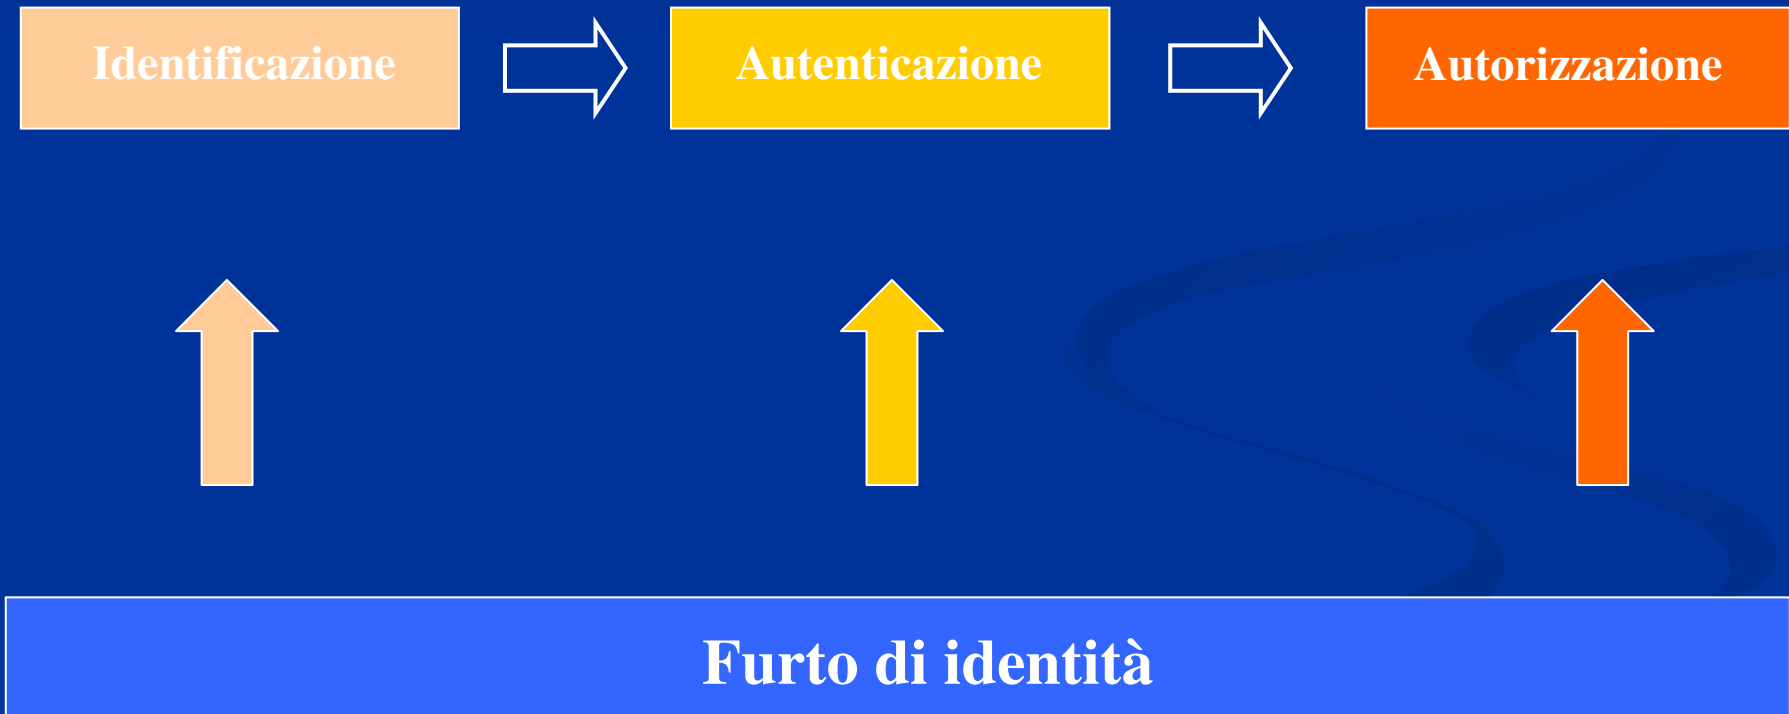 Identificazione
Autenticazione
Autorizzazione
Furto di identità